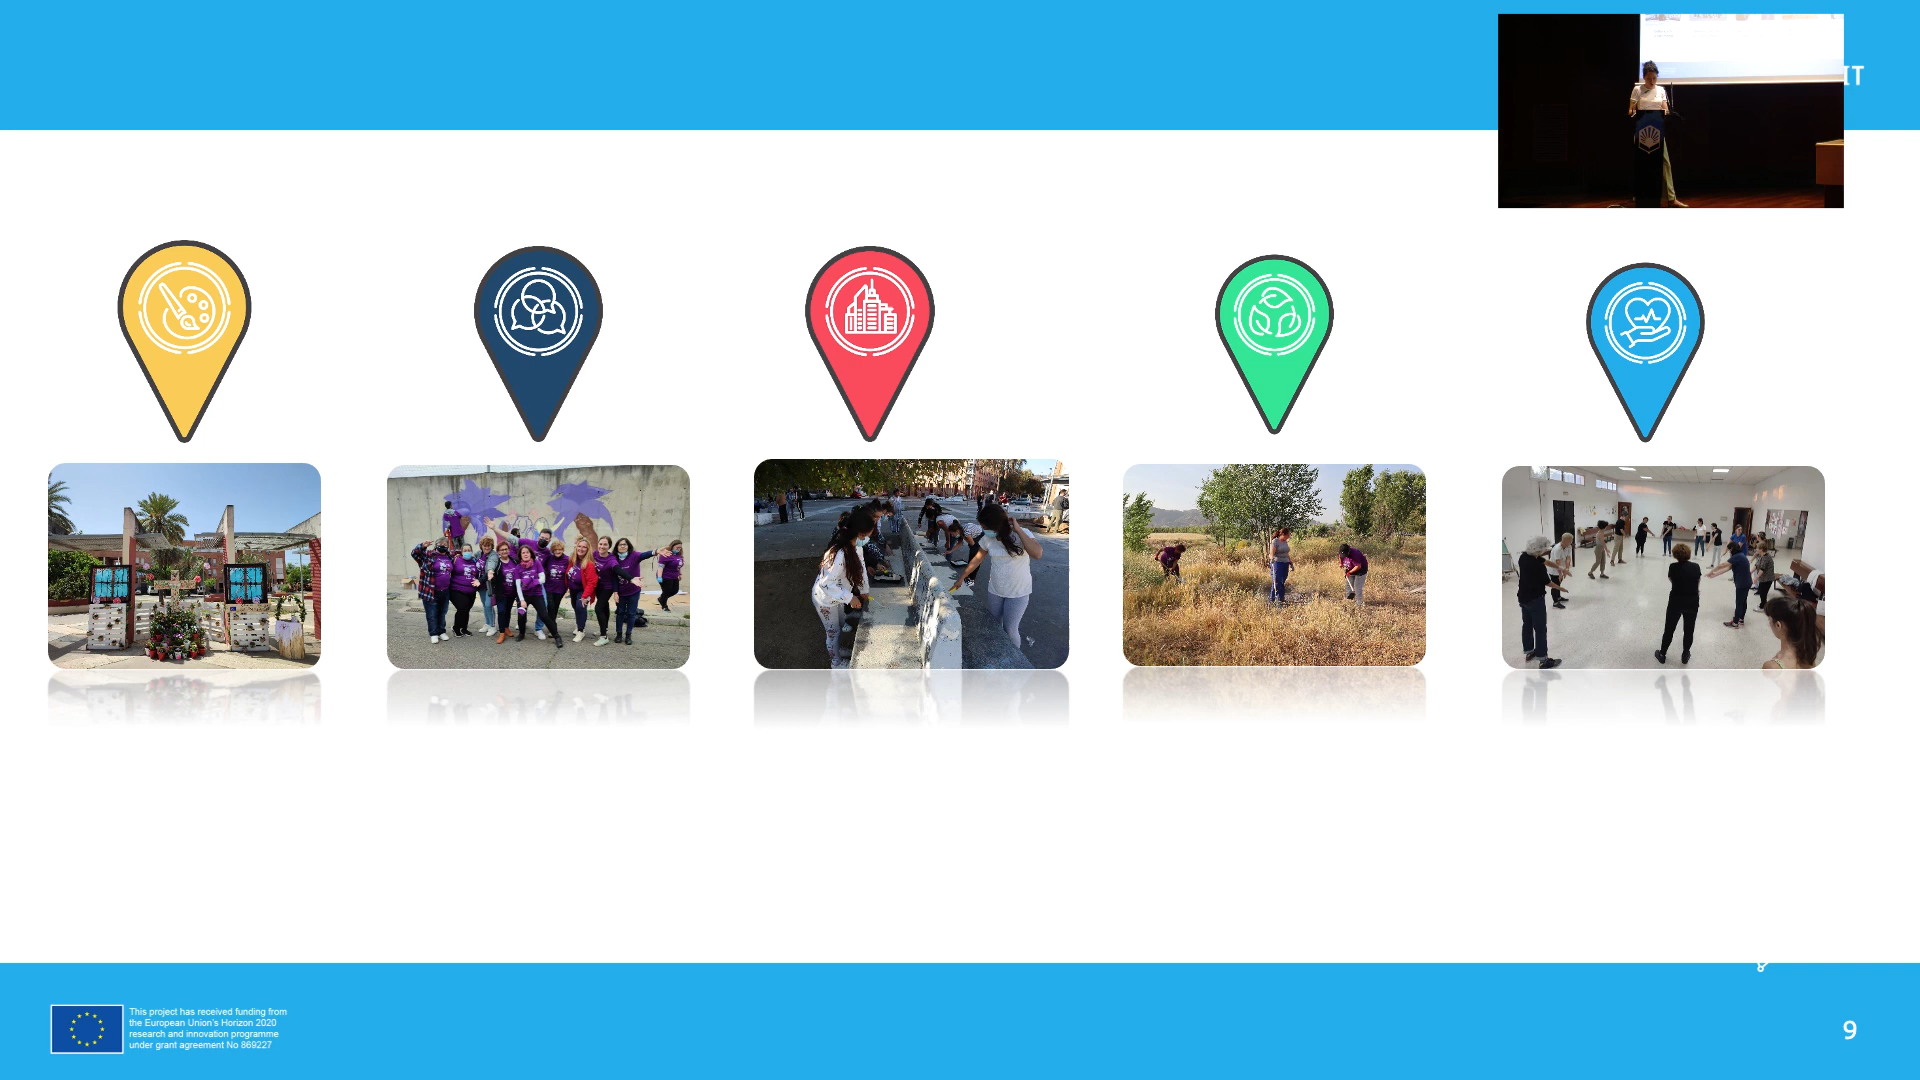 IT
This project has received funding from
the European Union's Horizon 2020
research and innovation programme
under grant agreement No 869227
9